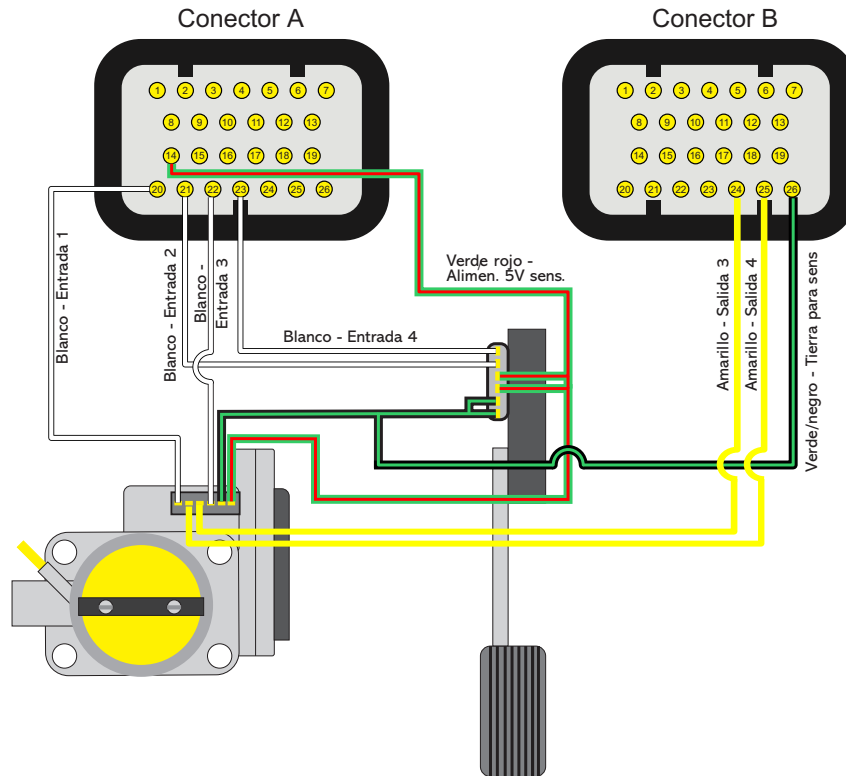 Conector A
Conector B
1 2 3 4 5 6 7
8 9 10 11 12 13
14 15 16 17 18 19
20 21 22 23 24 25 26
1 2 3 4 5 6 7
8 9 10 11 12 13
14 15 16 17 18 19
20 21 22 23 24 25 26
Blanco - Entrada 1
Blanco - Entrada 2
Blanco -
Entrada 3
Verde rojo -
Alimen. 5V sens.
Blanco - Entrada 4
Amarillo - Salida 3
Amarillo - Salida 4
Verde/negro - Tierra para sens